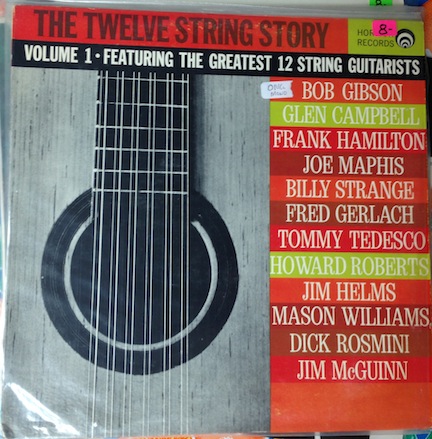 THE TWELVE STRING STORY
8.-
RECORDS
VOLUME 1 • FEATURING THE GREATEST 12 STRING GUITARISTS
BOB GIBSON
GLEN CAMPBELL
FRANK HAMILTON
JOE MAPHIS
BILLY STRANGE
FRED GERLACH
TOMMY TEDESCO
HOWARD ROBERTS
JIM HELMS
MASON WILLIAMS
DICK ROSMINI
JIM McGUINN